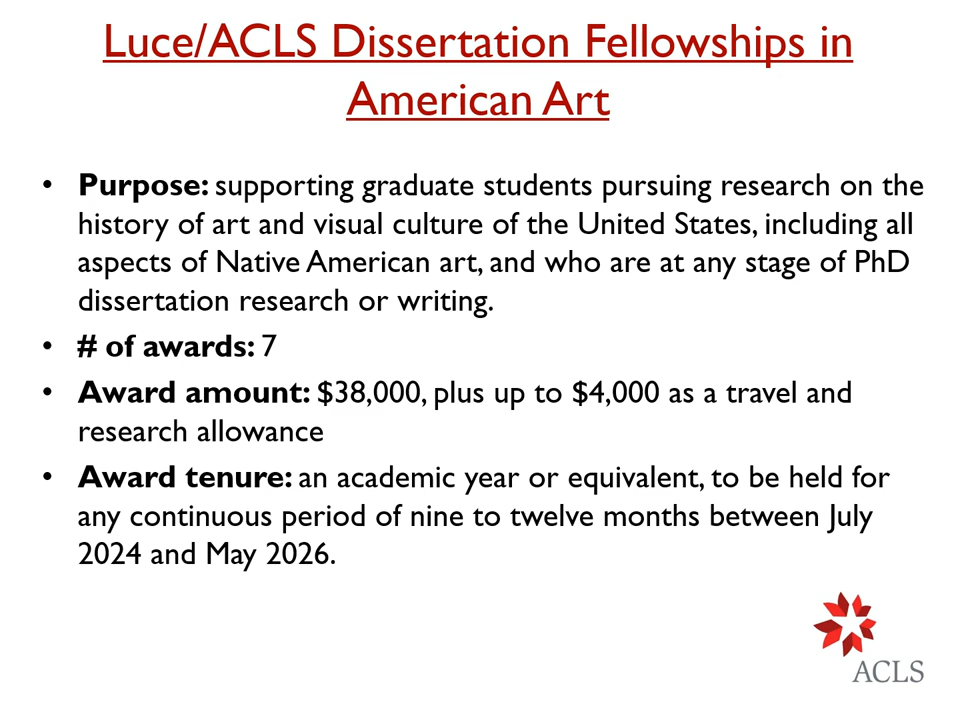 Luce/ACLS Dissertation Fellowships in
American Art
• Purpose: supporting graduate students pursuing research on the
history of art and visual culture of the United States, including all
aspects of Native American art, and who are at any stage of PhD
dissertation research or writing.
• # of awards: 7
• Award amount: $38,000, plus up to $4,000 as a travel and
research allowance
• Award tenure: an academic year or equivalent, to be held for
any continuous period of nine to twelve months between July
2024 and May 2026.
ACLS